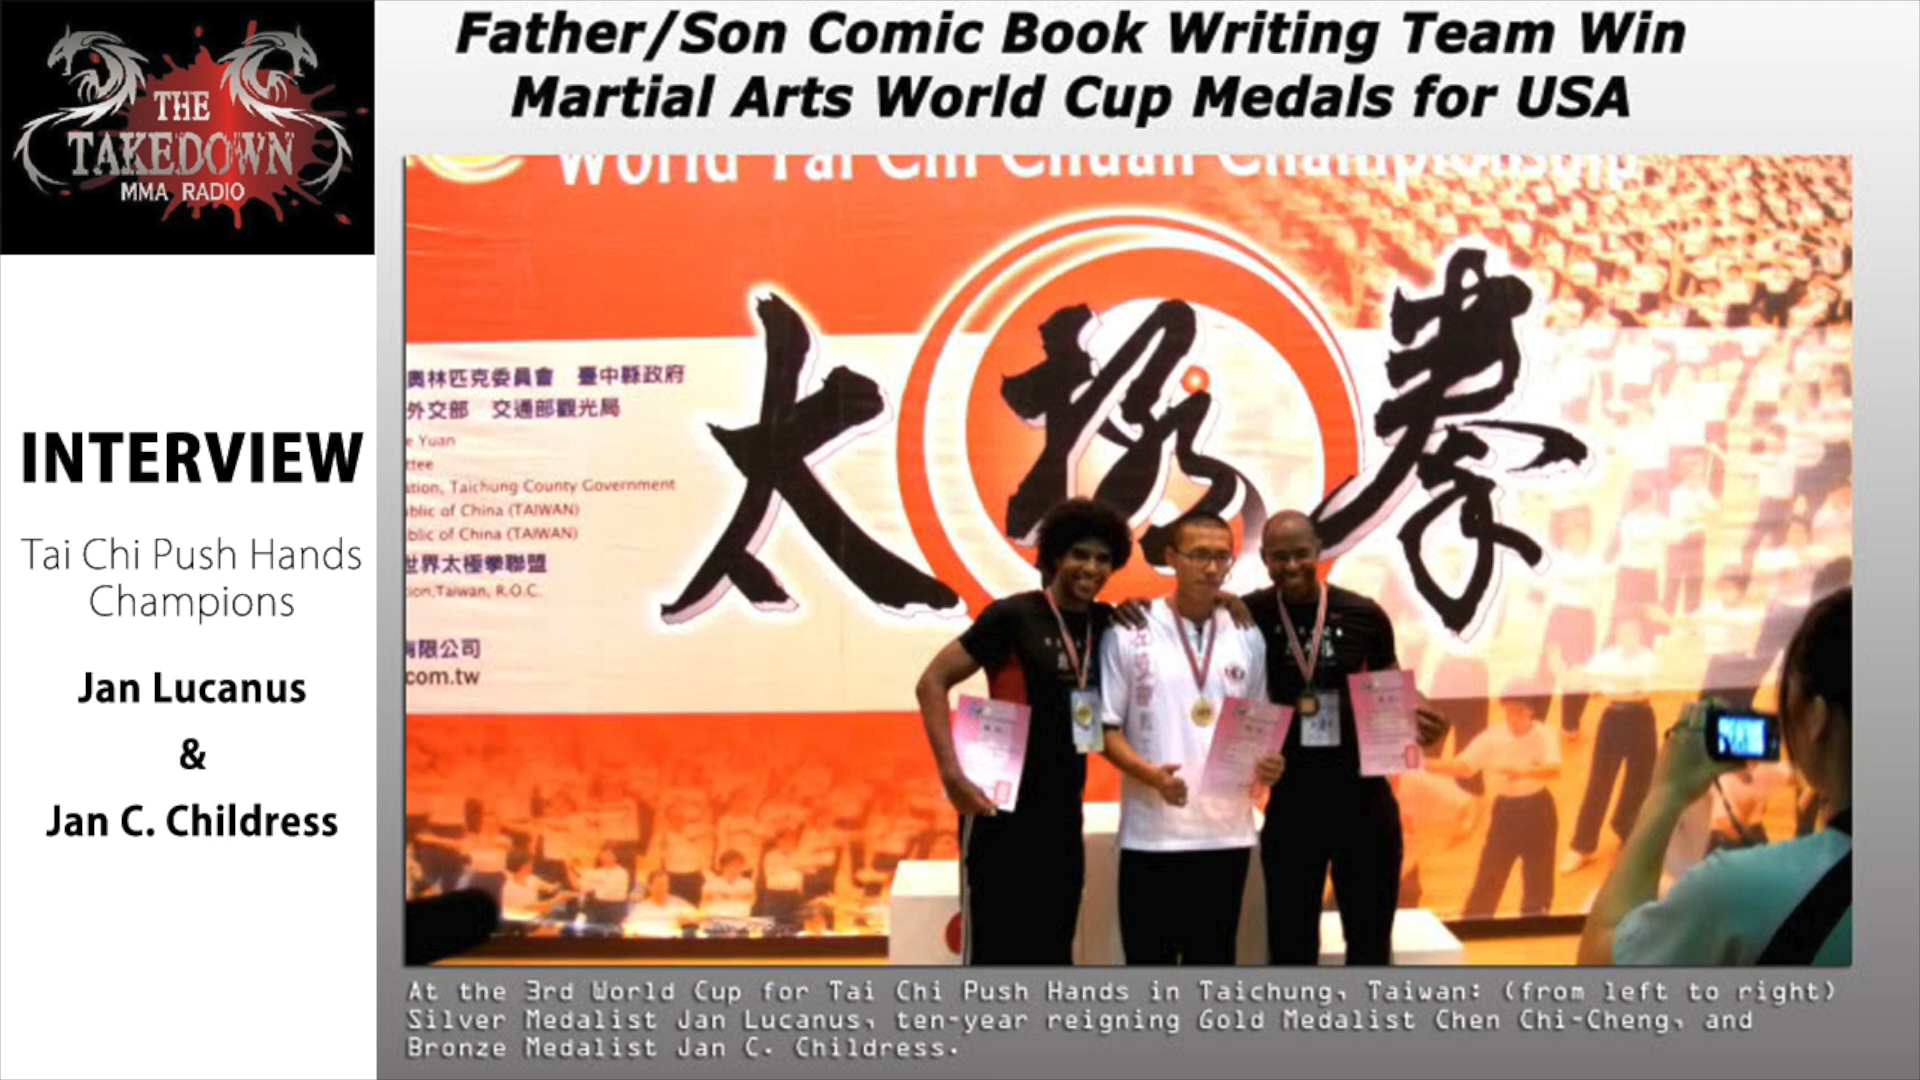 THE
TAKEDOWN
MMA RADIO
INTERVIEW
Tai Chi Push Hands
Champions
Jan Lucanus
&
Jan C. Childress
Father/Son Comic Book Writing Team Win
Martial Arts World Cup Medals for USA
World Tai Chi Chuan Championship
太極拳
奧林匹克委員會 臺中縣政府
外交部 交通部觀光局
e Yuan
ttee
ation, Taichung County Government
blic of China (TAIWAN)
blic of China (TAIWAN)
世界太極拳聯盟
ion,Taiwan, R.O.C.
有限公司
com.tw
At the 3rd World Cup for Tai Chi Push Hands in Taichung, Taiwan: (from left to right)
Silver Medalist Jan Lucanus, ten-year reigning Gold Medalist Chen Chi-Cheng, and
Bronze Medalist Jan C. Childress.